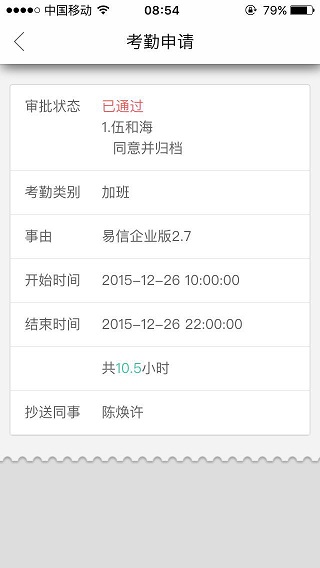 中国移动 08:54 79%
考勤申请
审批状态 已通过
1.伍和海
同意并归档
考勤类别 加班
事由 易信企业版2.7
开始时间 2015-12-26 10:00:00
结束时间 2015-12-26 22:00:00
共10.5小时
抄送同事 陈焕许